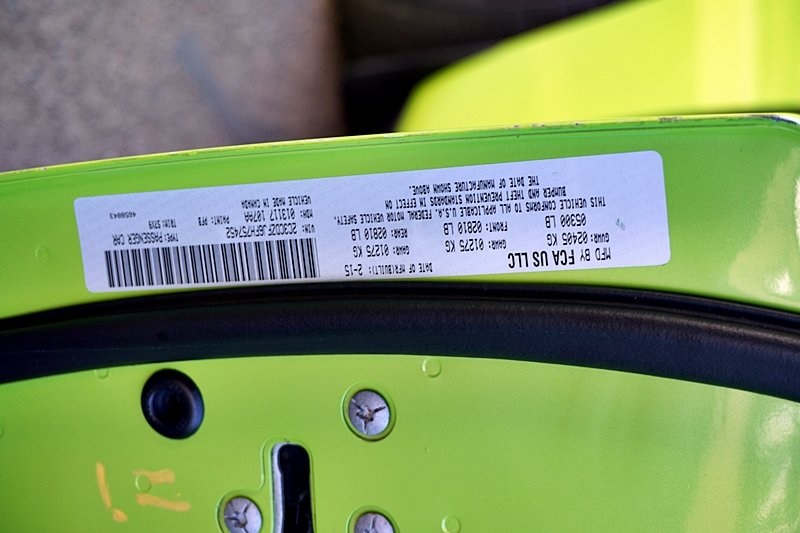 MFD BY FCA US LLC
DATE OF MFR(BUILT): 2-15
GVWR: 02405 KG
GAWR: 01275 KG
GAWR: 01275 KG
05300 LB
FRONT: 02810 LB
REAR: 02810 LB
THIS VEHICLE CONFORMS TO ALL APPLICABLE U.S.A. FEDERAL MOTOR VEHICLE SAFETY,
BUMPER AND THEFT PREVENTION STANDARDS IN EFFECT ON
THE DATE OF MANUFACTURE SHOWN ABOVE.
TYPE: PASSENGER CAR
VIN: 2C3CDZFJ6FH757452
TRIM: S7X9
PAINT: PFB
MDH: 013117 107AA
VEHICLE MADE IN CANADA
4658843